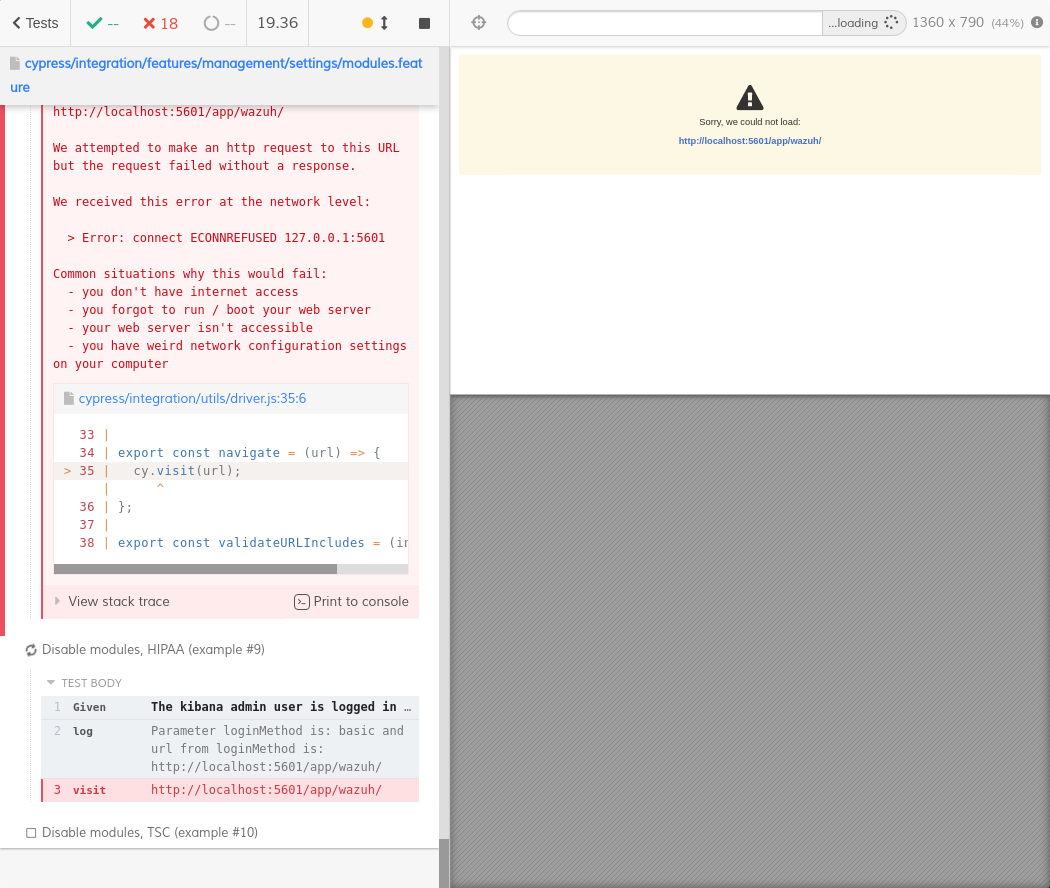 Tests
--
18
--
19.36
...loading
1360 x 790 (44%)
cypress/integration/features/management/settings/modules.feat
ure
http://localhost:5601/app/wazuh/
We attempted to make an http request to this URL
but the request failed without a response.
We received this error at the network level:
> Error: connect ECONNREFUSED 127.0.0.1:5601
Common situations why this would fail:
- you don't have internet access
- you forgot to run / boot your web server
- your web server isn't accessible
- you have weird network configuration settings
on your computer
cypress/integration/utils/driver.js:35:6
33 |
34 | export const navigate = (url) => {
> 35 |   cy.visit(url);
|      ^
36 | };
37 |
38 | export const validateURLIncludes = (in
View stack trace
Print to console
Disable modules, HIPAA (example #9)
TEST BODY
1 Given The kibana admin user is logged in …
2 log Parameter loginMethod is: basic and
url from loginMethod is:
http://localhost:5601/app/wazuh/
3 visit http://localhost:5601/app/wazuh/
Disable modules, TSC (example #10)
Sorry, we could not load:
http://localhost:5601/app/wazuh/